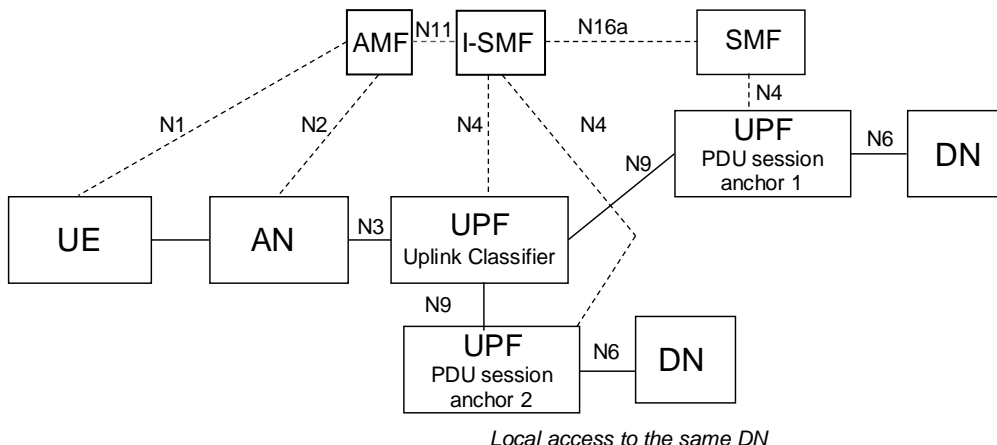 AMF
N11
I-SMF
N16a
SMF
N1
N2
N4
N4
N4
UPF
PDU session
anchor 1
N6
DN
N9
UE
AN
N3
UPF
Uplink Classifier
N9
UPF
PDU session
anchor 2
N6
DN
Local access to the same DN